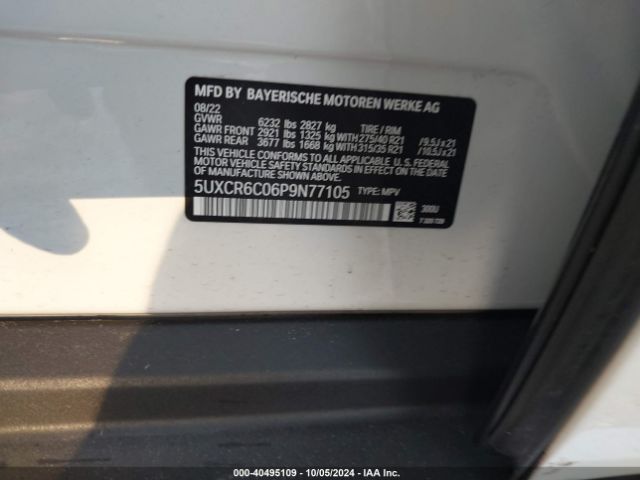 MFD BY BAYERISCHE MOTOREN WERKE AG
08/22
GVWR 6232 lbs 2827 kg TIRE / RIM
GAWR FRONT 2921 lbs 1325 kg WITH 275/40 R21 /9.5J x 21
GAWR REAR 3677 lbs 1668 kg WITH 315/35 R21 /10.5J x 21
THIS VEHICLE CONFORMS TO ALL APPLICABLE U.S. FEDERAL
MOTOR VEHICLE SAFETY STANDARDS IN EFFECT ON THE DATE
OF MANUFACTURE SHOWN ABOVE.
5UXCR6C06P9N77105 TYPE: MPV
300U
000-40495109 - 10/05/2024 - IAA Inc.